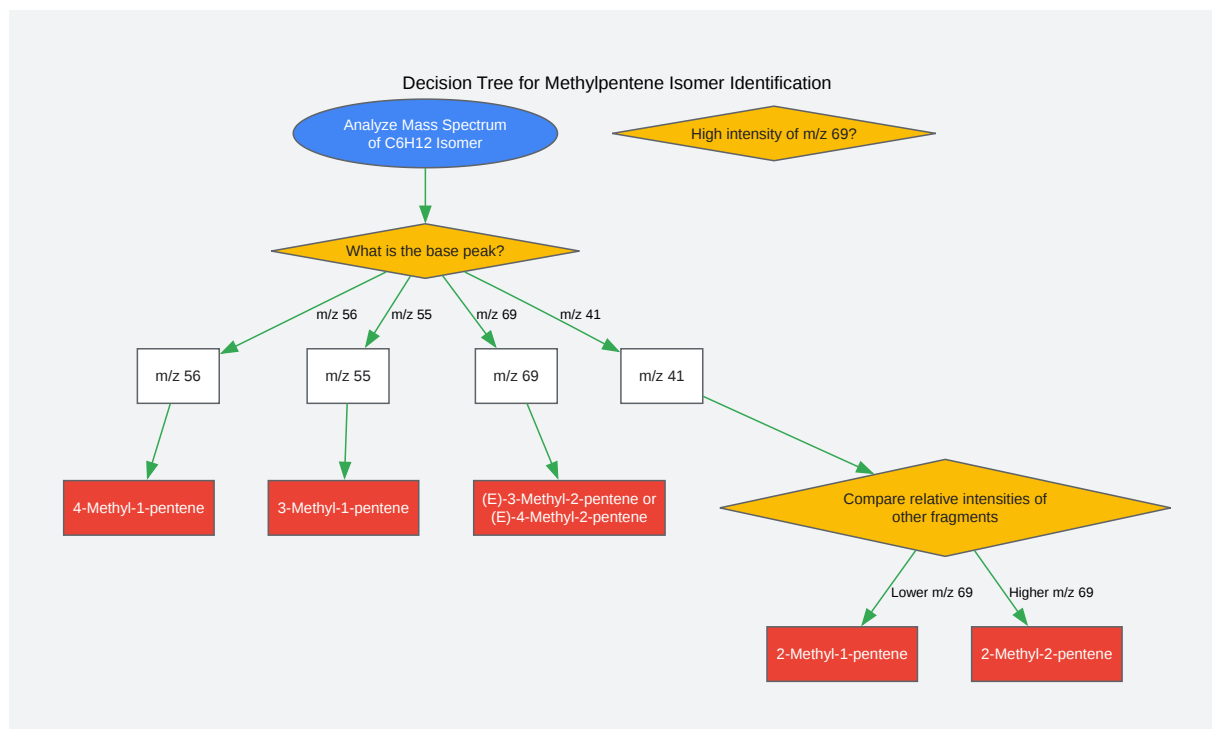 Decision Tree for Methylpentene Isomer Identification
Analyze Mass Spectrum
of C6H12 Isomer
High intensity of m/z 69?
What is the base peak?
m/z 56
m/z 55
m/z 69
m/z 41
m/z 56
m/z 55
m/z 69
m/z 41
4-Methyl-1-pentene
3-Methyl-1-pentene
(E)-3-Methyl-2-pentene or
(E)-4-Methyl-2-pentene
Compare relative intensities of
other fragments
Lower m/z 69
Higher m/z 69
2-Methyl-1-pentene
2-Methyl-2-pentene